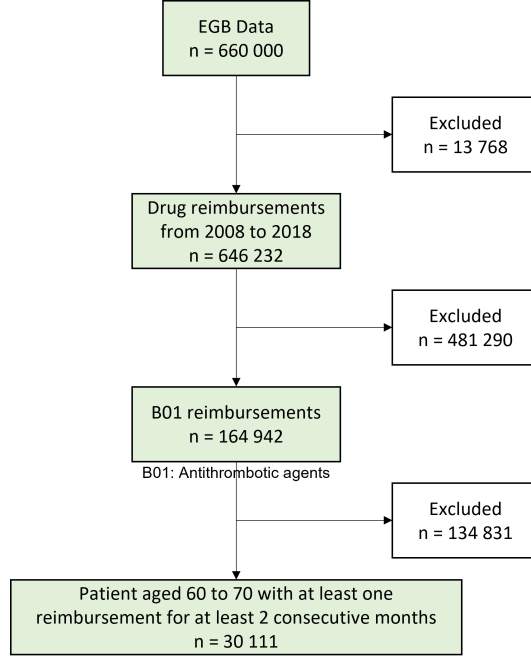 EGB Data
n = 660 000
Excluded
n = 13 768
Drug reimbursements
from 2008 to 2018
n = 646 232
Excluded
n = 481 290
B01 reimbursements
n = 164 942
B01: Antithrombotic agents
Excluded
n = 134 831
Patient aged 60 to 70 with at least one
reimbursement for at least 2 consecutive months
n = 30 111